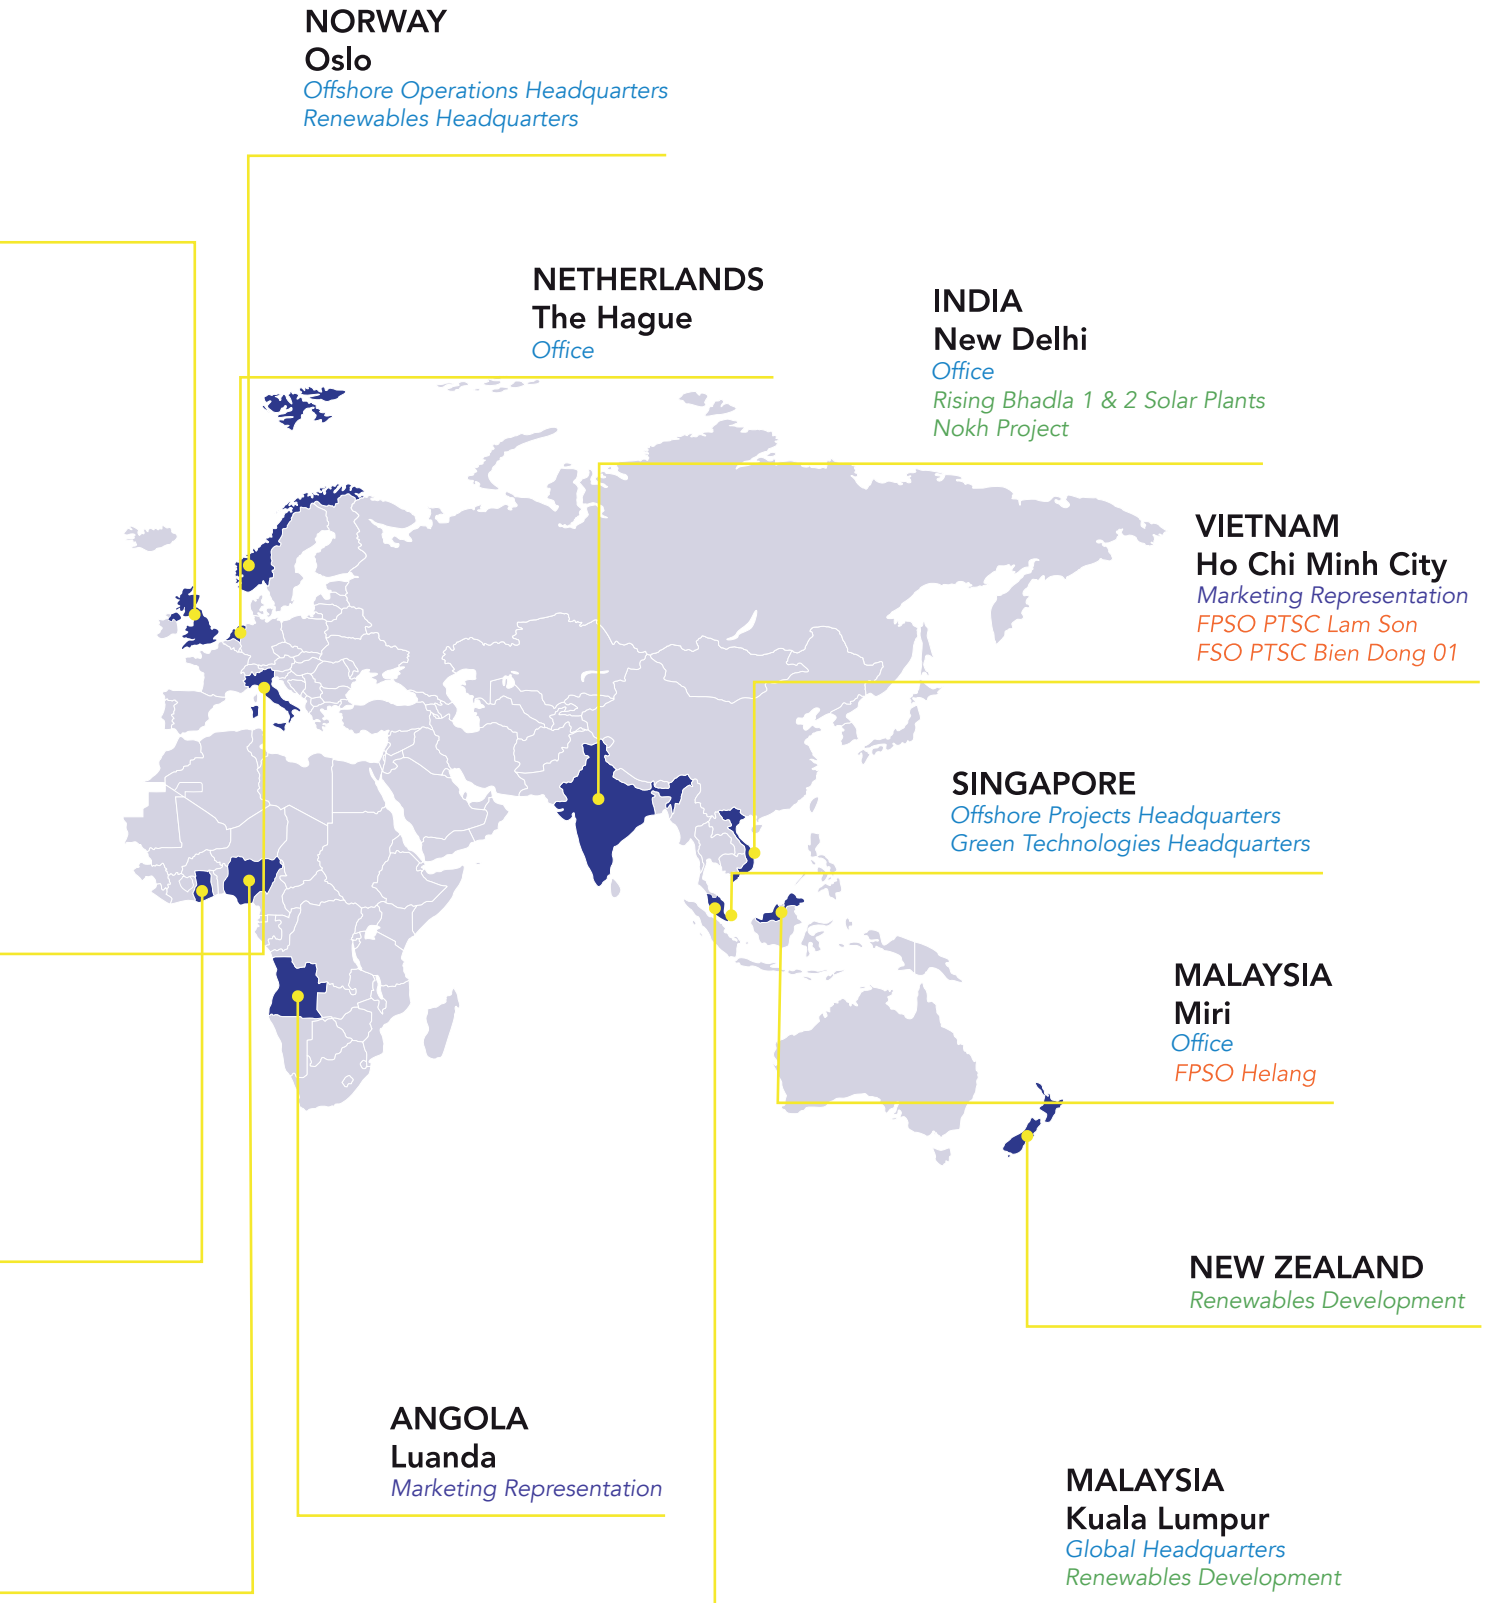 NORWAY
Oslo
Offshore Operations Headquarters
Renewables Headquarters
NETHERLANDS
The Hague
Office
INDIA
New Delhi
Office
Rising Bhadla 1 & 2 Solar Plants
Nokh Project
VIETNAM
Ho Chi Minh City
Marketing Representation
FPSO PTSC Lam Son
FSO PTSC Bien Dong 01
SINGAPORE
Offshore Projects Headquarters
Green Technologies Headquarters
MALAYSIA
Miri
Office
FPSO Helang
NEW ZEALAND
Renewables Development
ANGOLA
Luanda
Marketing Representation
MALAYSIA
Kuala Lumpur
Global Headquarters
Renewables Development